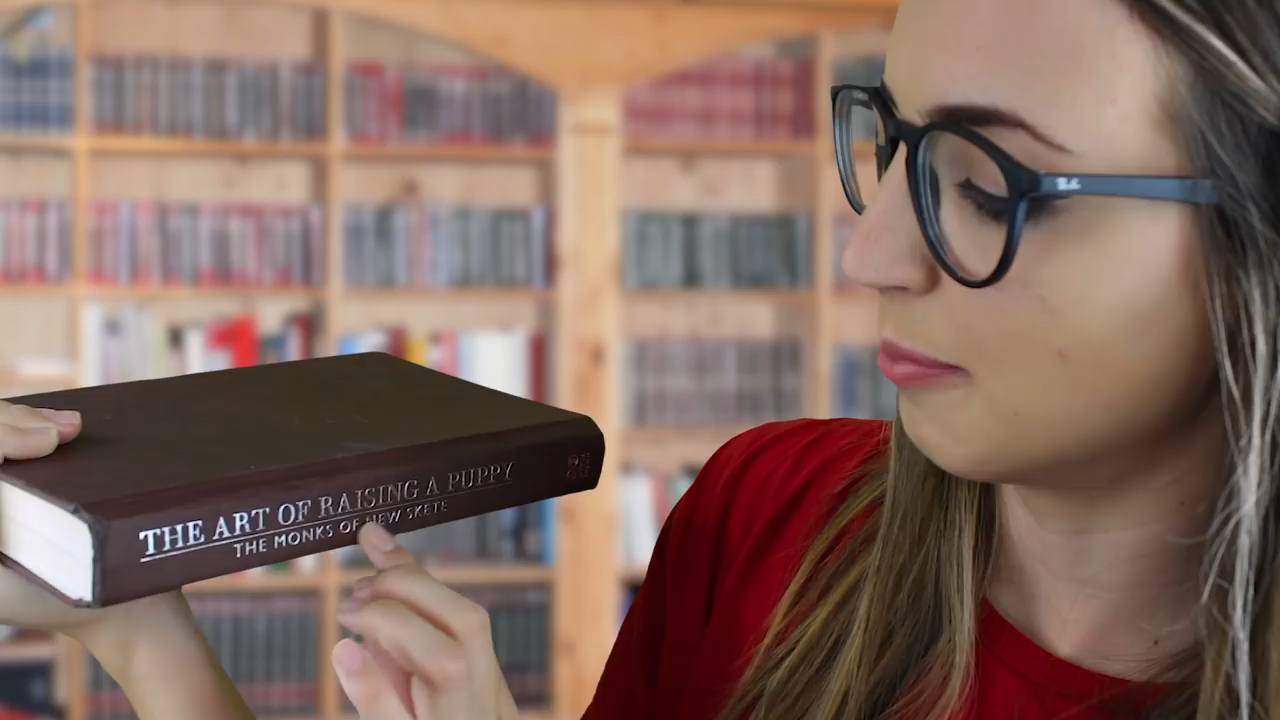 THE ART OF RAISING A PUPPY
THE MONKS OF NEW SKETE